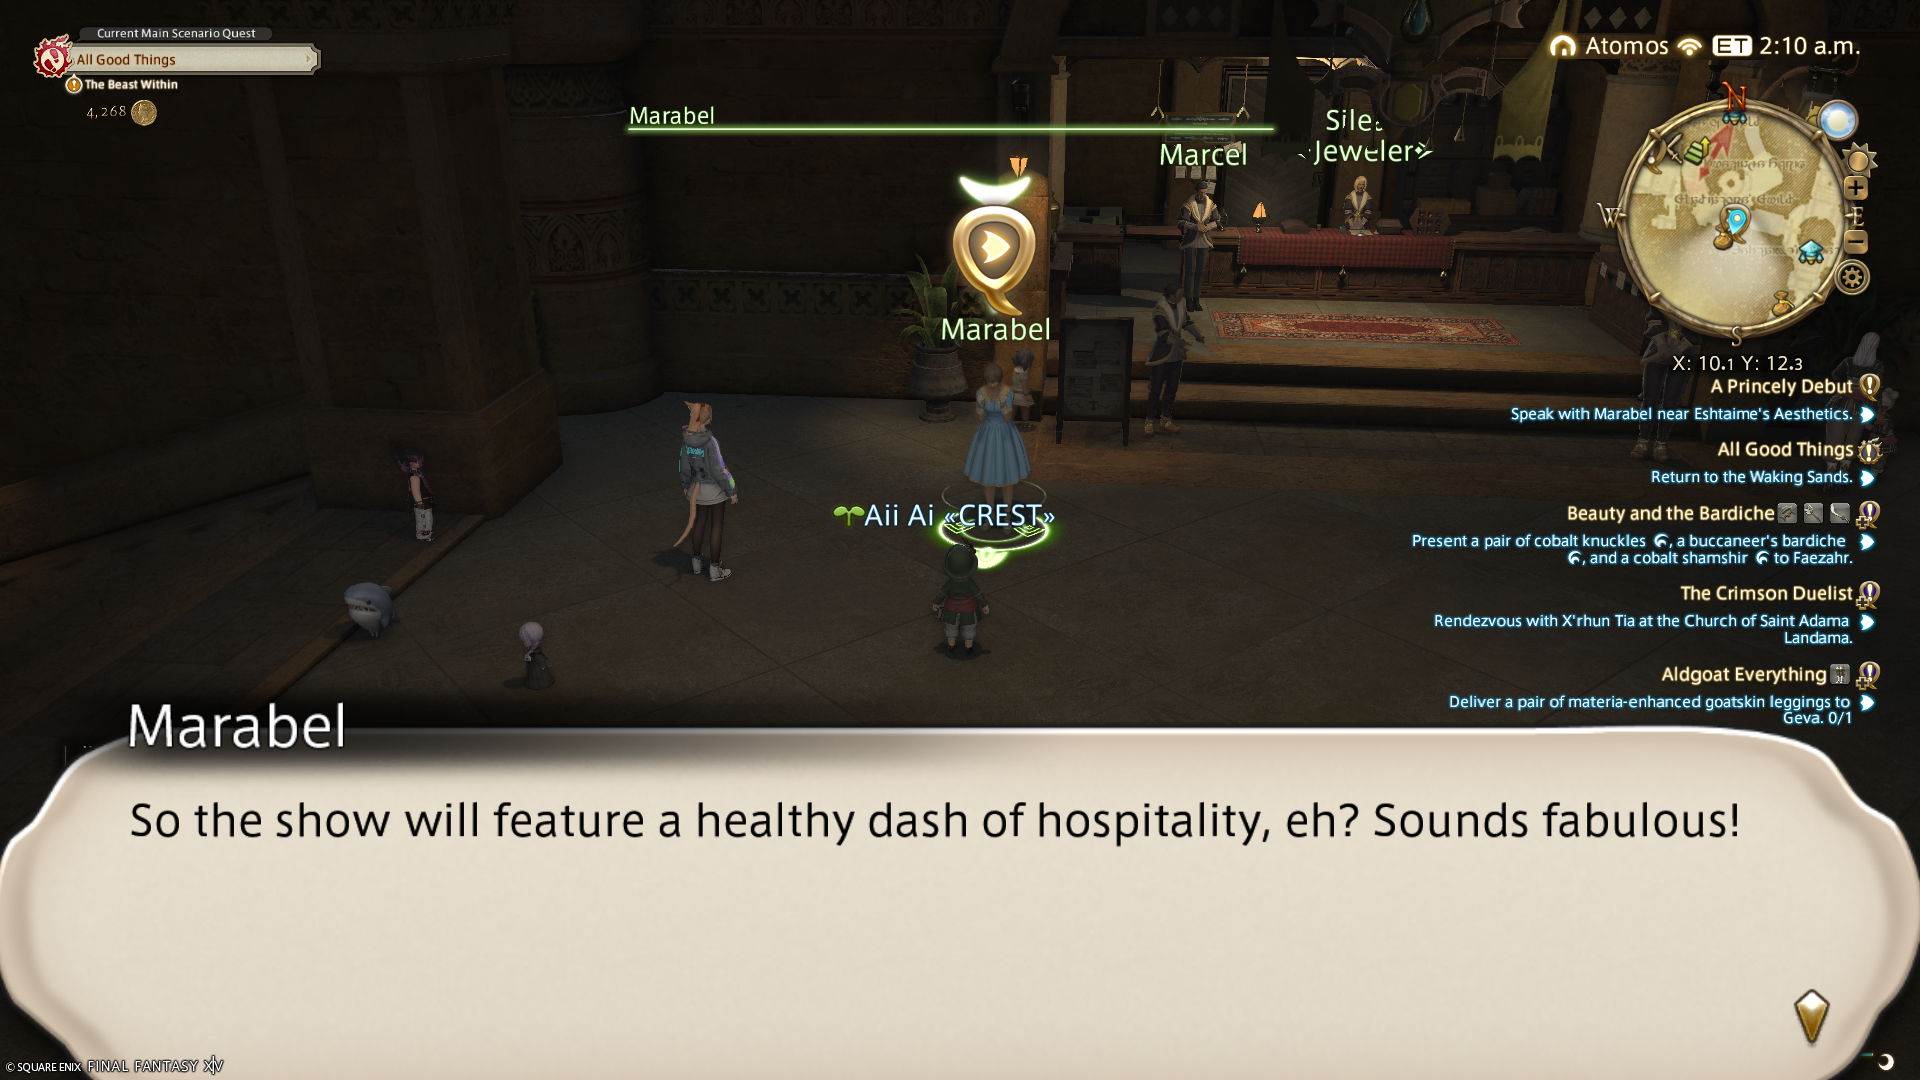 Current Main Scenario Quest
All Good Things
The Beast Within
4,268
Atomos ET 2:10 a.m.
Marabel
Marcel
Jeweler
Marabel
N
W
E
S
X: 10.1 Y: 12.3
A Princely Debut
Speak with Marabel near Eshtaime's Aesthetics.
All Good Things
Return to the Waking Sands.
Beauty and the Bardiche
Present a pair of cobalt knuckles , a buccaneer's bardiche
, and a cobalt shamshir to Faezahr.
The Crimson Duelist
Rendezvous with X'rhun Tia at the Church of Saint Adama
Landama.
Aldgoat Everything
Deliver a pair of materia-enhanced goatskin leggings to
Geva. 0/1
Aii Ai «CREST»
Marabel
So the show will feature a healthy dash of hospitality, eh? Sounds fabulous!
© SQUARE ENIX FINAL FANTASY XIV